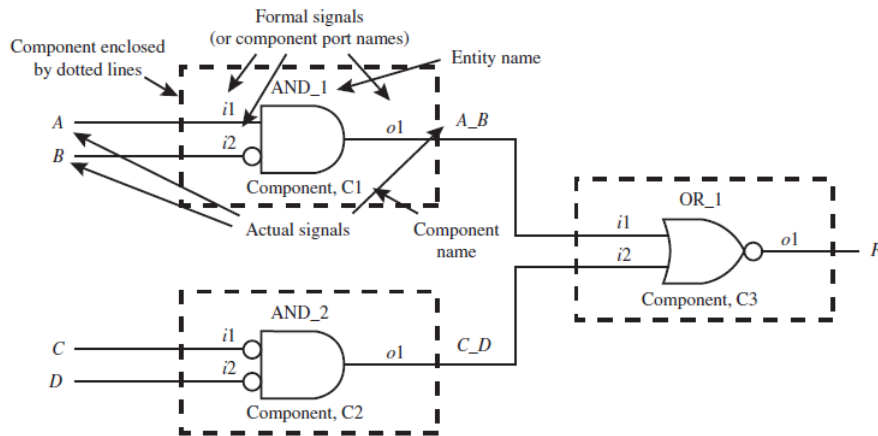 Formal signals
(or component port names)
Component enclosed
by dotted lines
Entity name
AND_1
i1
A
o1
A_B
i2
B
Component, C1
Actual signals
Component
name
OR_1
i1
o1
i2
Component, C3
AND_2
i1
C
o1
C_D
i2
D
Component, C2